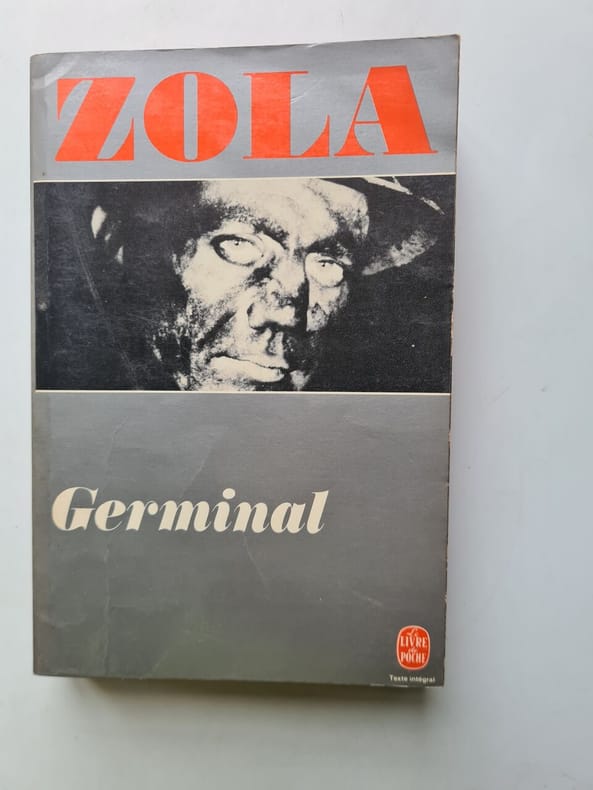 ZOLA
Germinal
Le
LIVRE
de
POCHE
Texte intégral